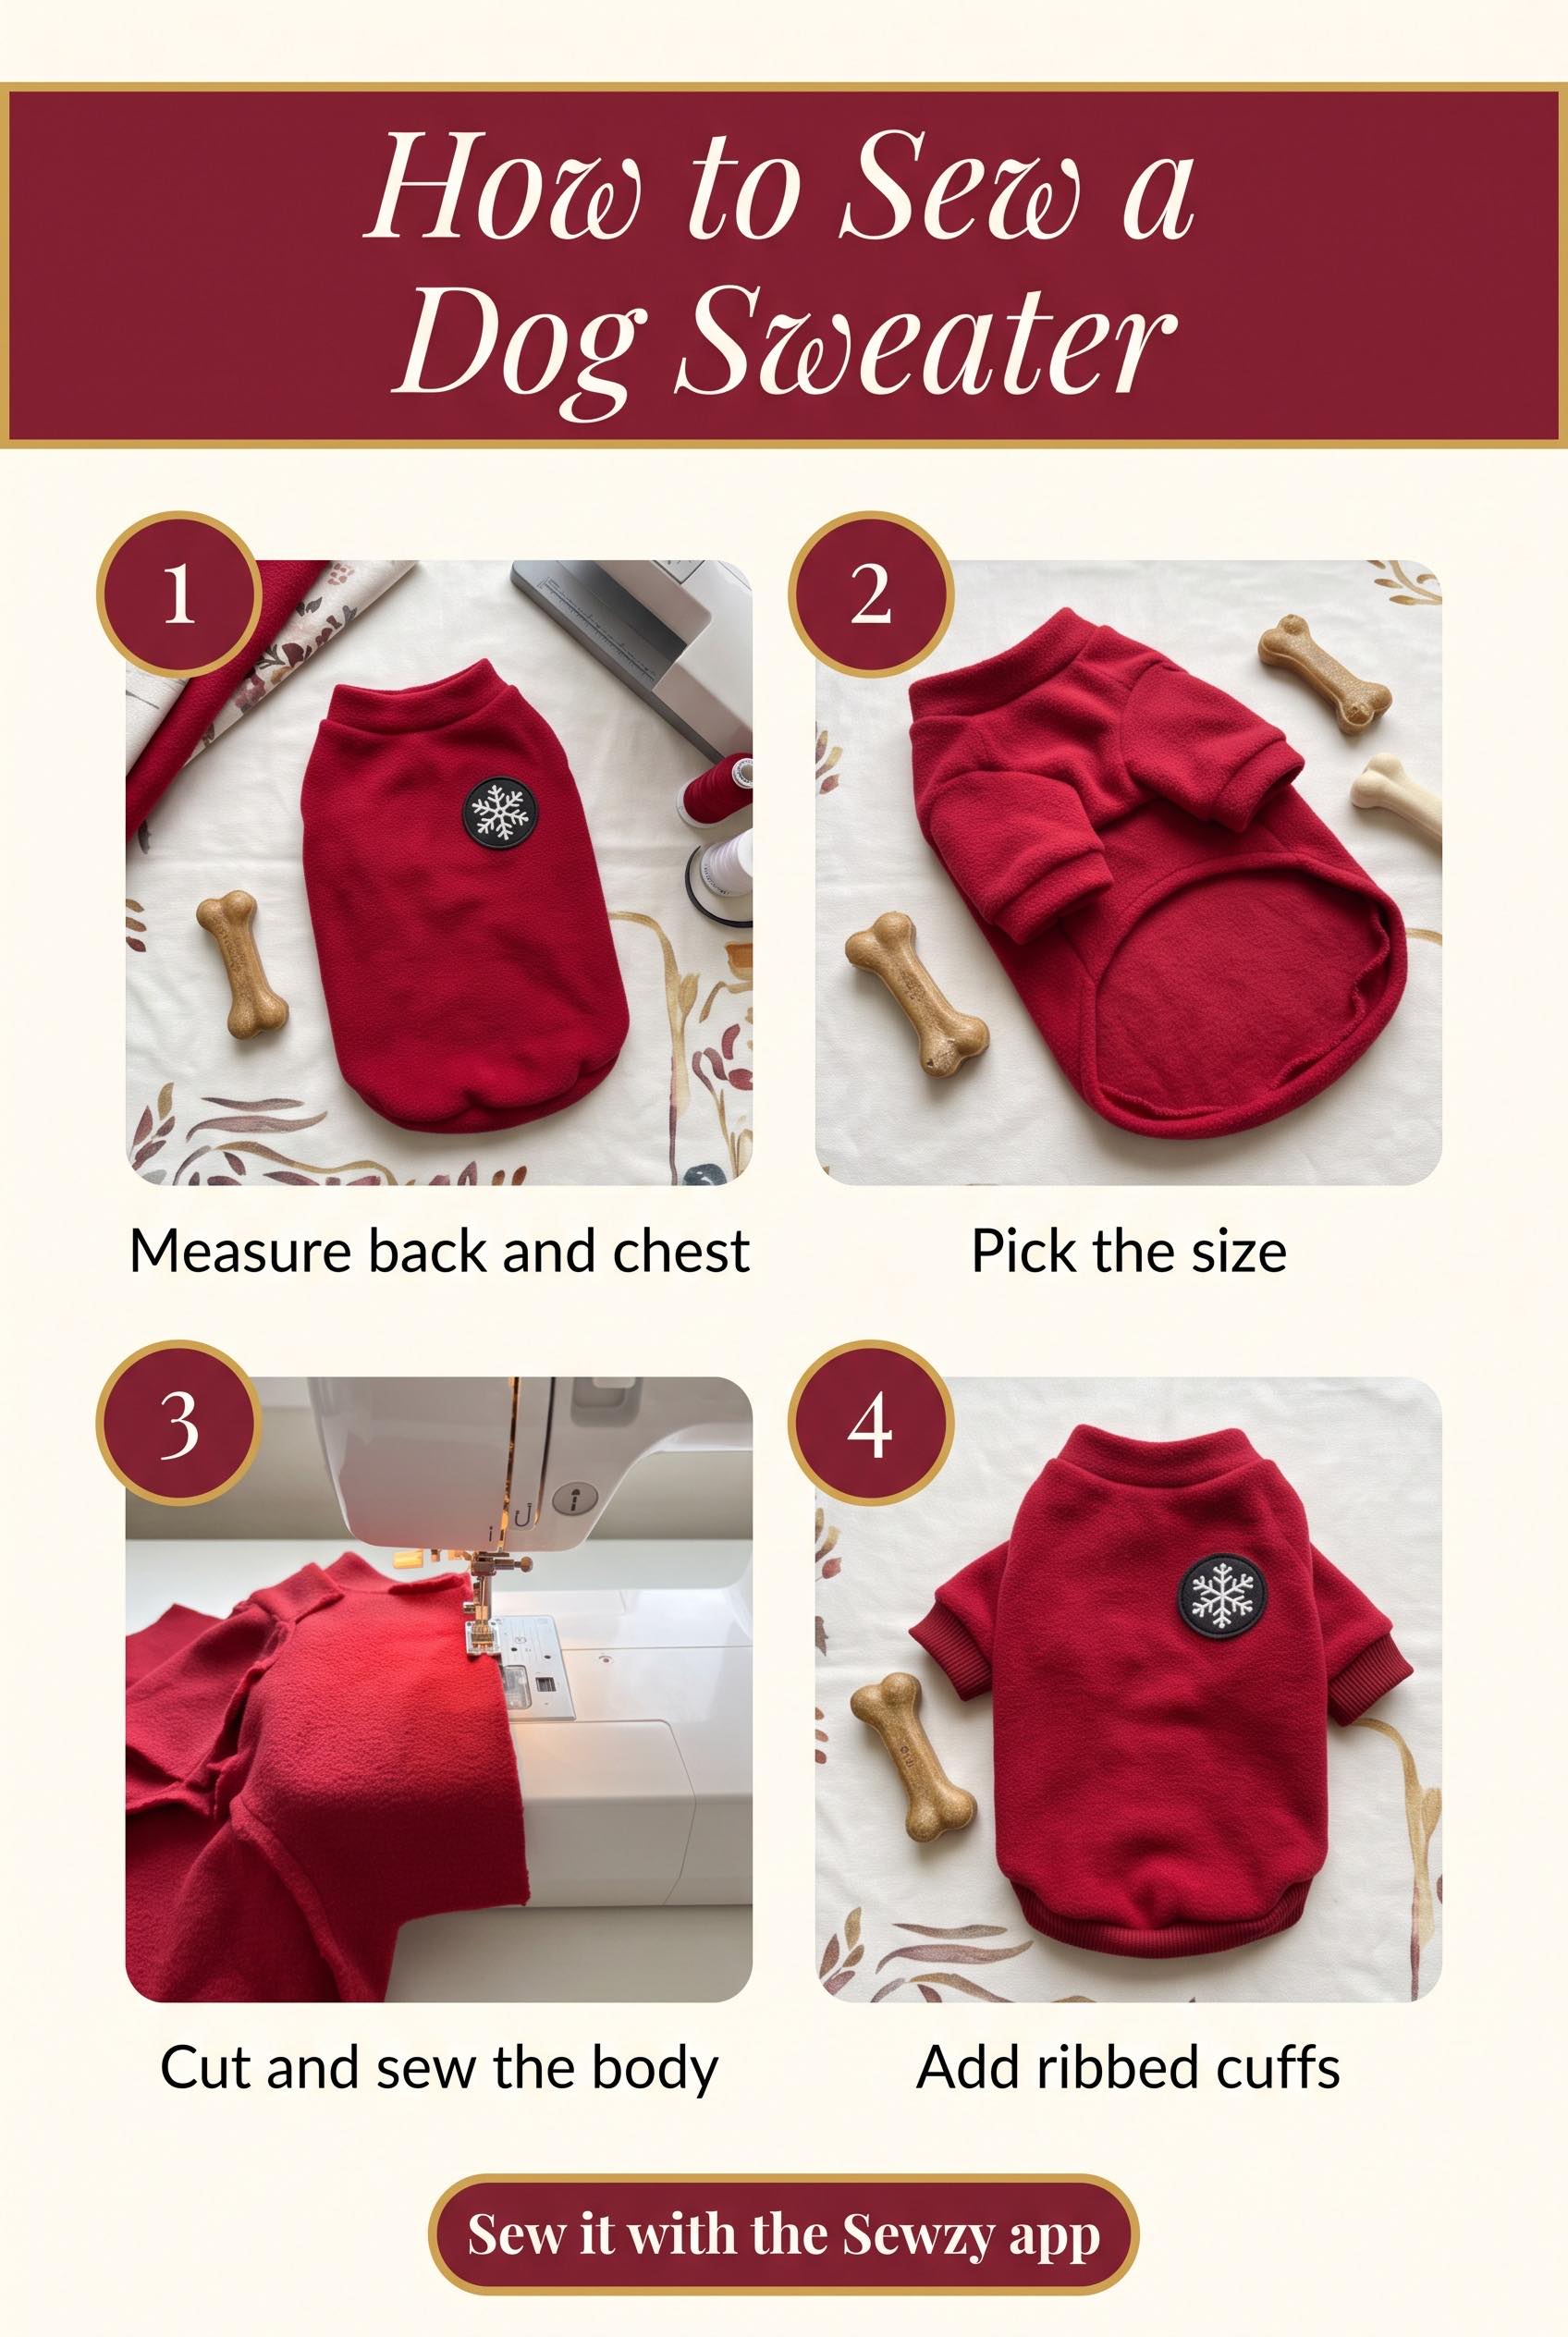 How to Sew a
Dog Sweater
1
2
Measure back and chest
Pick the size
3
4
Cut and sew the body
Add ribbed cuffs
Sew it with the Sewzy app